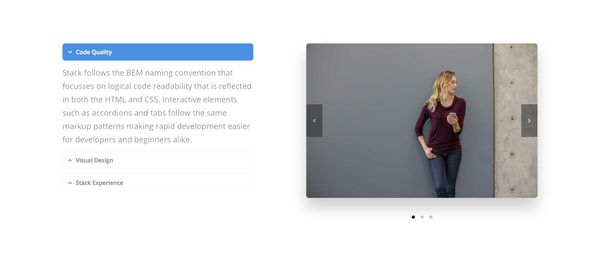 Code Quality
Stack follows the BEM naming convention that
focusses on logical code readability that is reflected
in both the HTML and CSS. Interactive elements
such as accordions and tabs follow the same
markup patterns making rapid development easier
for developers and beginners alike.
Visual Design
Stack Experience